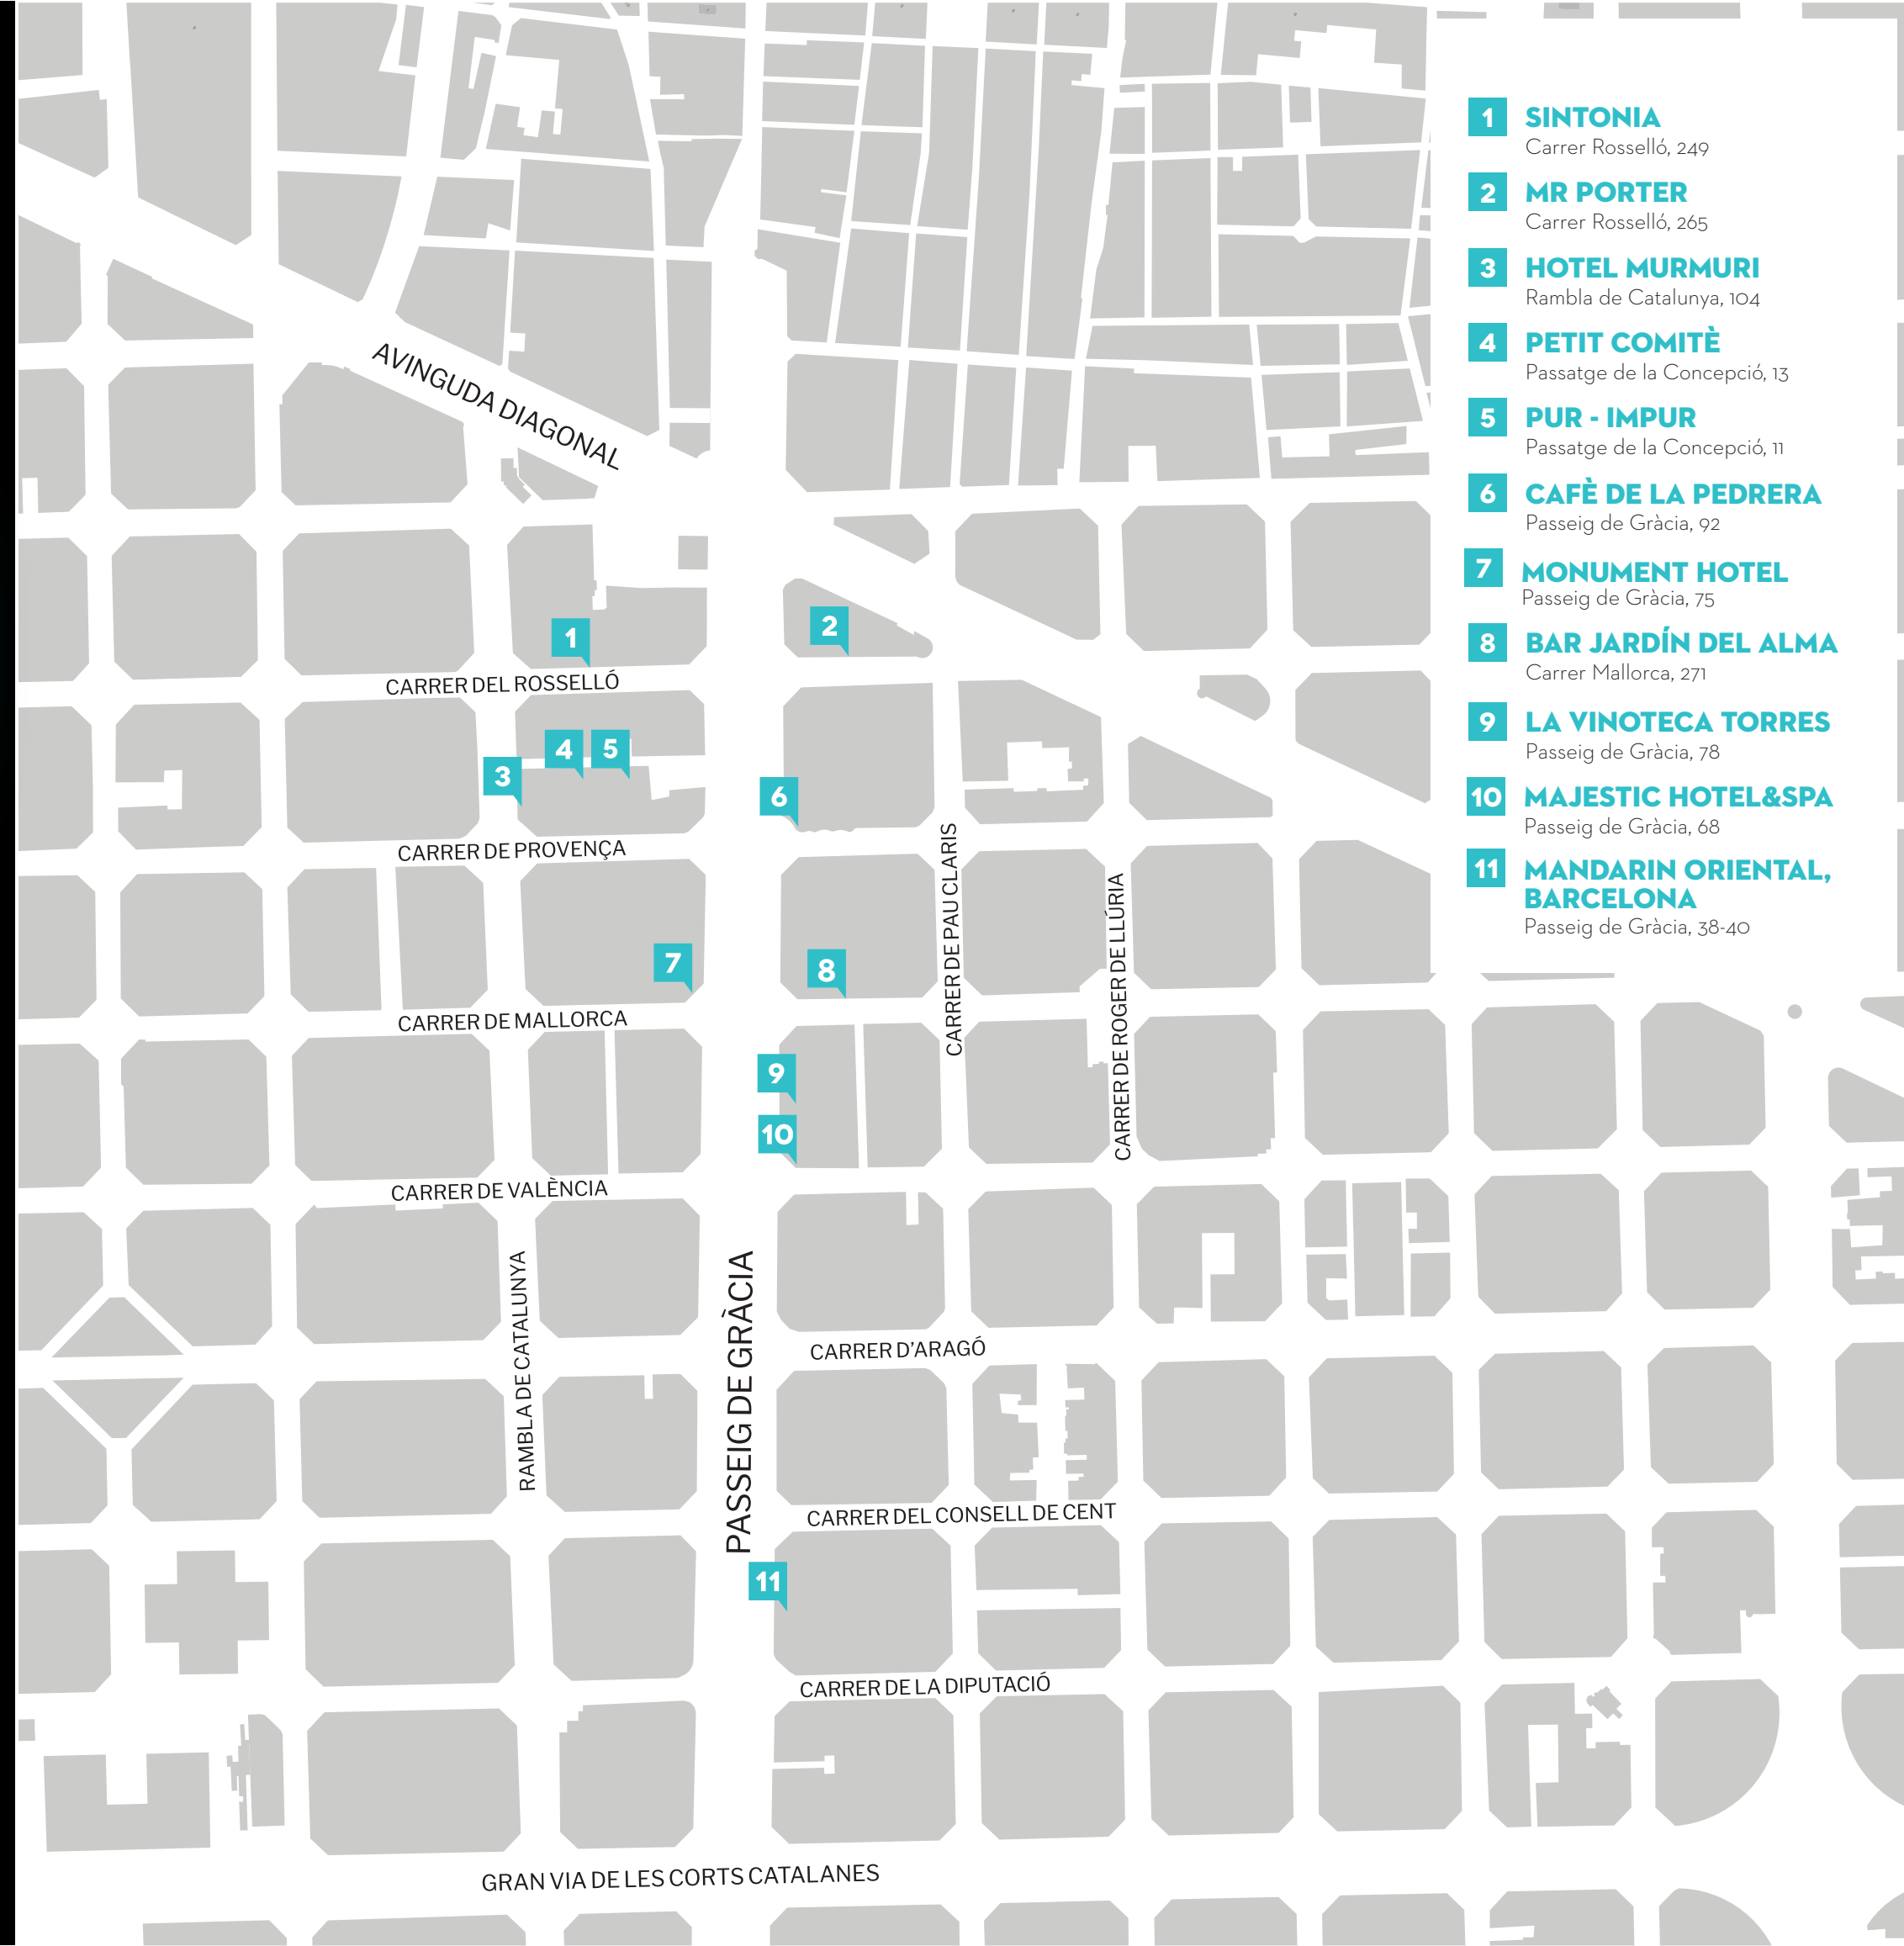 1 SINTONIA
Carrer Rosselló, 249
2 MR PORTER
Carrer Rosselló, 265
3 HOTEL MURMURI
Rambla de Catalunya, 104
4 PETIT COMITÈ
Passatge de la Concepció, 13
5 PUR - IMPUR
Passatge de la Concepció, 11
6 CAFÈ DE LA PEDRERA
Passeig de Gràcia, 92
7 MONUMENT HOTEL
Passeig de Gràcia, 75
8 BAR JARDÍN DEL ALMA
Carrer Mallorca, 271
9 LA VINOTECA TORRES
Passeig de Gràcia, 78
10 MAJESTIC HOTEL&SPA
Passeig de Gràcia, 68
11 MANDARIN ORIENTAL,
BARCELONA
Passeig de Gràcia, 38-40
AVINGUDA DIAGONAL
1
2
CARRER DEL ROSSELLÓ
4
5
3
6
CARRER DE PROVENÇA
CARRER DE PAU CLARIS
CARRER DE ROGER DE LLÚRIA
7
8
CARRER DE MALLORCA
9
10
CARRER DE VALÈNCIA
RAMBLA DE CATALUNYA
PASSEIG DE GRÀCIA
CARRER D'ARAGÓ
CARRER DEL CONSELL DE CENT
11
CARRER DE LA DIPUTACIÓ
GRAN VIA DE LES CORTS CATALANES